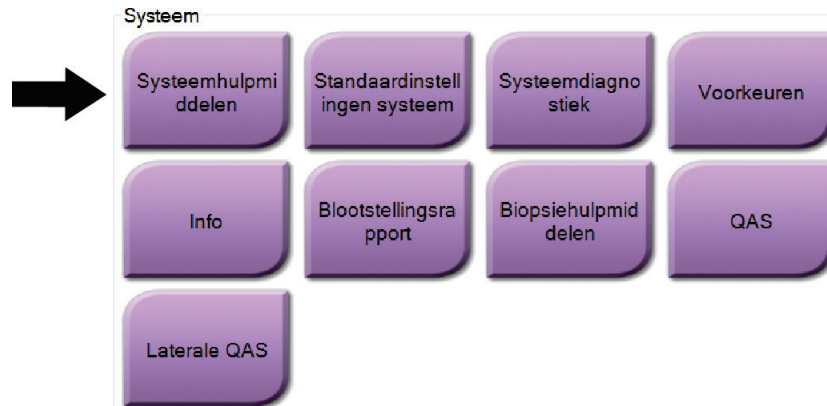 Systeem
Systeemhulpmi
ddelen
Standaardinstell
ingen systeem
Systeemdiagno
stiek
Voorkeuren
Info
Blootstellingsra
pport
Biopsiehulpmid
delen
QAS
Laterale QAS